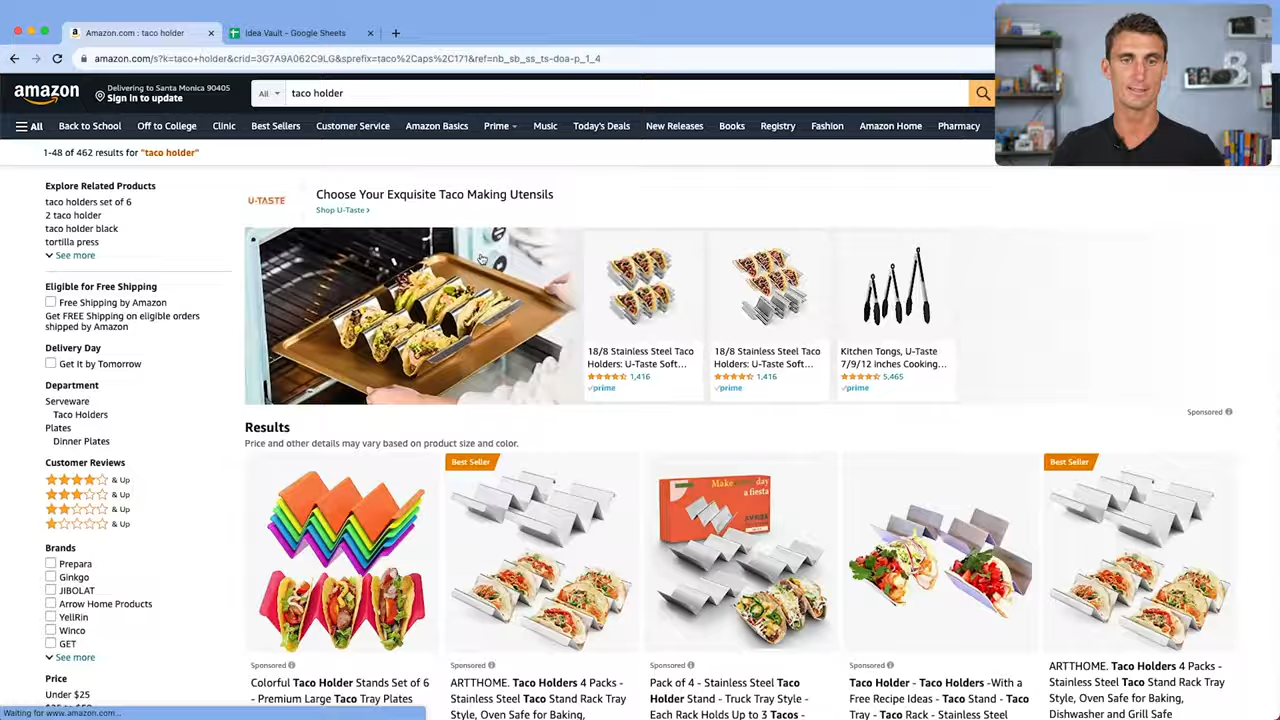 Amazon.com : taco holder
Idea Vault - Google Sheets
amazon.com/s?k=taco+holder&crid=3G7A9A062C9LG&sprefix=taco%2Caps%2C171&ref=nb_sb_ss_ts-doa-p_1_4
amazon
Delivering to Santa Monica 90405
Sign in to update
All
taco holder
All
Back to School
Off to College
Clinic
Best Sellers
Customer Service
Amazon Basics
Prime
Music
Today's Deals
New Releases
Books
Registry
Fashion
Amazon Home
Pharmacy
1-48 of 462 results for "taco holder"
Explore Related Products
taco holders set of 6
2 taco holder
taco holder black
tortilla press
See more
Eligible for Free Shipping
Free Shipping by Amazon
Get FREE Shipping on eligible orders
shipped by Amazon
Delivery Day
Get It by Tomorrow
Department
Serveware
Taco Holders
Plates
Dinner Plates
Customer Reviews
& Up
& Up
& Up
& Up
Brands
Prepara
Ginkgo
JIBOLAT
Arrow Home Products
YellRin
Winco
GET
See more
Price
Under $25
Waiting for www.amazon.com...
U-TASTE
Choose Your Exquisite Taco Making Utensils
Shop U-Taste ›
18/8 Stainless Steel Taco
Holders: U-Taste Soft...
1,416
prime
18/8 Stainless Steel Taco
Holders: U-Taste Soft...
1,416
prime
Kitchen Tongs, U-Taste
7/9/12 inches Cooking...
5,465
prime
Sponsored
Results
Price and other details may vary based on product size and color.
Best Seller
Make
day
a fiesta
Best Seller
Sponsored
Colorful Taco Holder Stands Set of 6
- Premium Large Taco Tray Plates
Sponsored
ARTTHOME. Taco Holders 4 Packs -
Stainless Steel Taco Stand Rack Tray
Style, Oven Safe for Baking,
Sponsored
Pack of 4 - Stainless Steel Taco
Holder Stand - Truck Tray Style -
Each Rack Holds Up to 3 Tacos -
Sponsored
Taco Holder - Taco Holders -With a
Free Recipe Ideas - Taco Stand - Taco
Tray - Taco Rack - Stainless Steel
ARTTHOME. Taco Holders 4 Packs -
Stainless Steel Taco Stand Rack Tray
Style, Oven Safe for Baking,
Dishwasher and Grill Safe